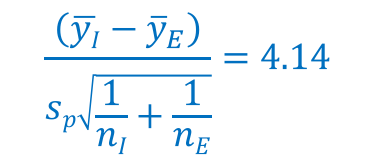 (ȳ_I − ȳ_E) / (s_p √(1/n_I + 1/n_E)) = 4.14